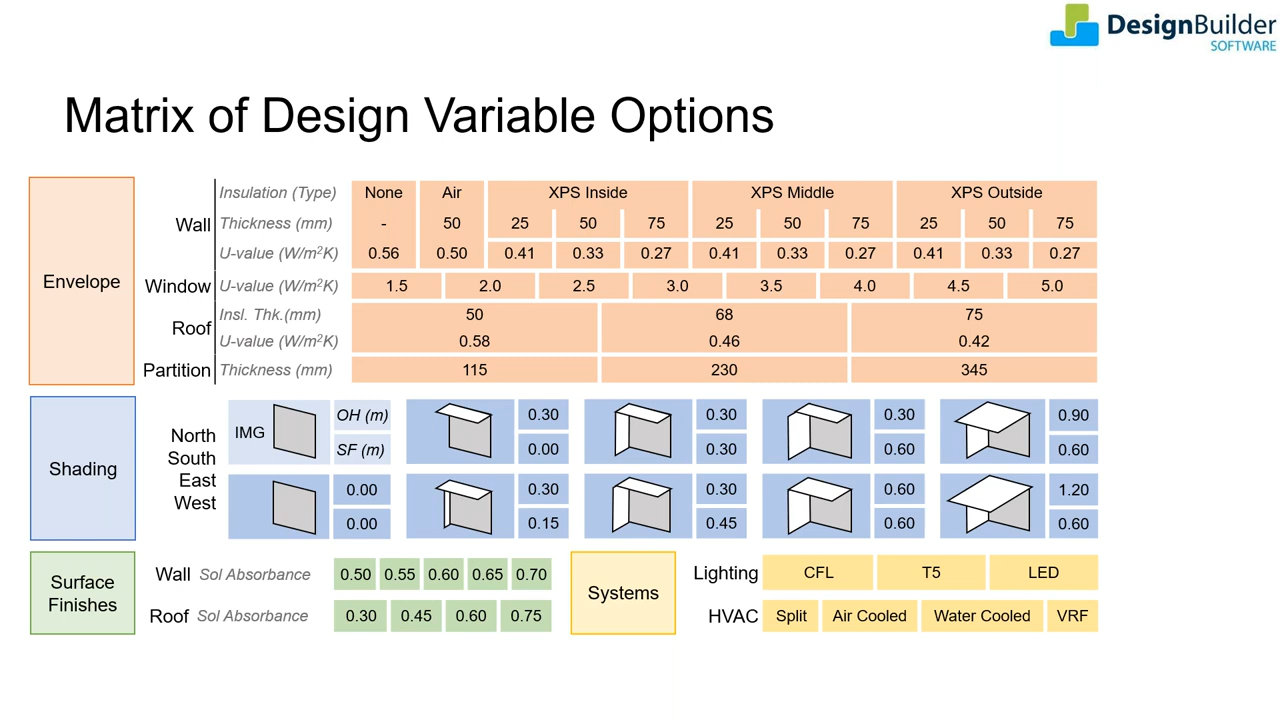 DesignBuilder
SOFTWARE
Matrix of Design Variable Options
Envelope
Wall
Insulation (Type) None Air XPS Inside XPS Middle XPS Outside
Thickness (mm) - 50 25 50 75 25 50 75 25 50 75
U-value (W/m²K) 0.56 0.50 0.41 0.33 0.27 0.41 0.33 0.27 0.41 0.33 0.27
Window U-value (W/m²K) 1.5 2.0 2.5 3.0 3.5 4.0 4.5 5.0
Roof
Insl. Thk.(mm) 50 68 75
U-value (W/m²K) 0.58 0.46 0.42
Partition Thickness (mm) 115 230 345
Shading
North
South
East
West
IMG OH (m) 0.30 0.30 0.30 0.90
SF (m) 0.00 0.30 0.60 0.60
0.00 0.30 0.30 0.60 1.20
0.00 0.15 0.45 0.60 0.60
Surface
Finishes
Wall Sol Absorbance 0.50 0.55 0.60 0.65 0.70
Roof Sol Absorbance 0.30 0.45 0.60 0.75
Systems
Lighting CFL T5 LED
HVAC Split Air Cooled Water Cooled VRF